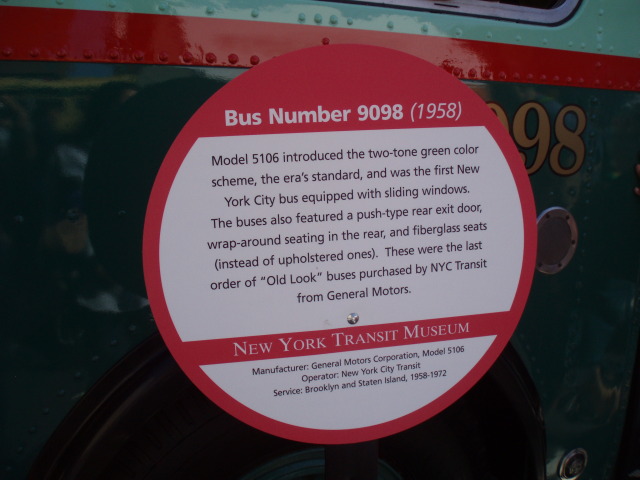 Bus Number 9098 (1958)
Model 5106 introduced the two-tone green color
scheme, the era's standard, and was the first New
York City bus equipped with sliding windows.
The buses also featured a push-type rear exit door,
wrap-around seating in the rear, and fiberglass seats
(instead of upholstered ones). These were the last
order of "Old Look" buses purchased by NYC Transit
from General Motors.
NEW YORK TRANSIT MUSEUM
Manufacturer: General Motors Corporation, Model 5106
Operator: New York City Transit
Service: Brooklyn and Staten Island, 1958-1972
98